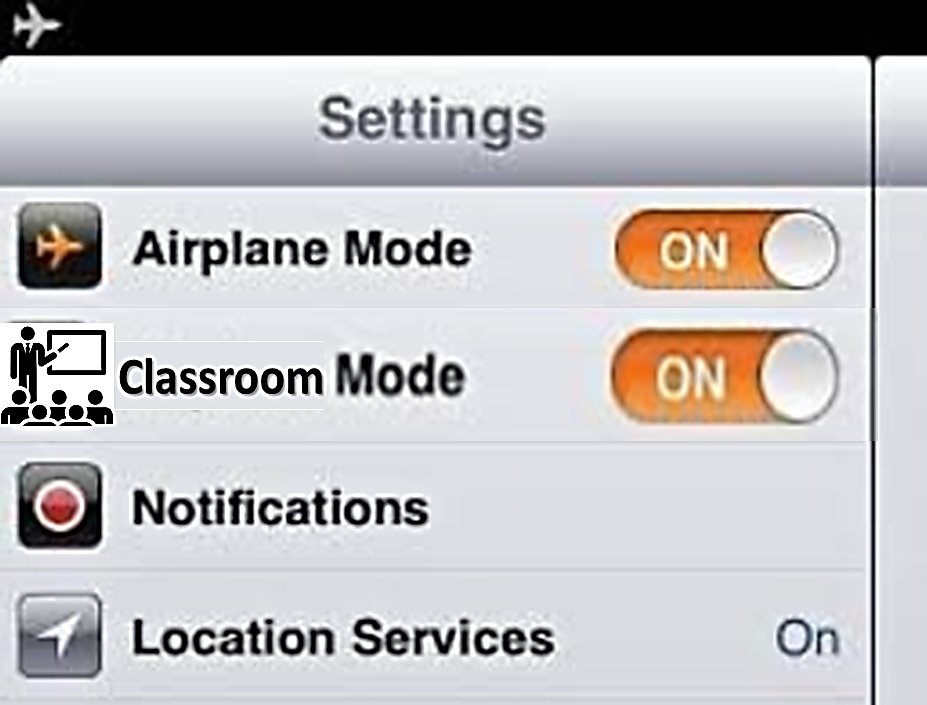 Settings
Airplane Mode ON
Classroom Mode ON
Notifications
Location Services On